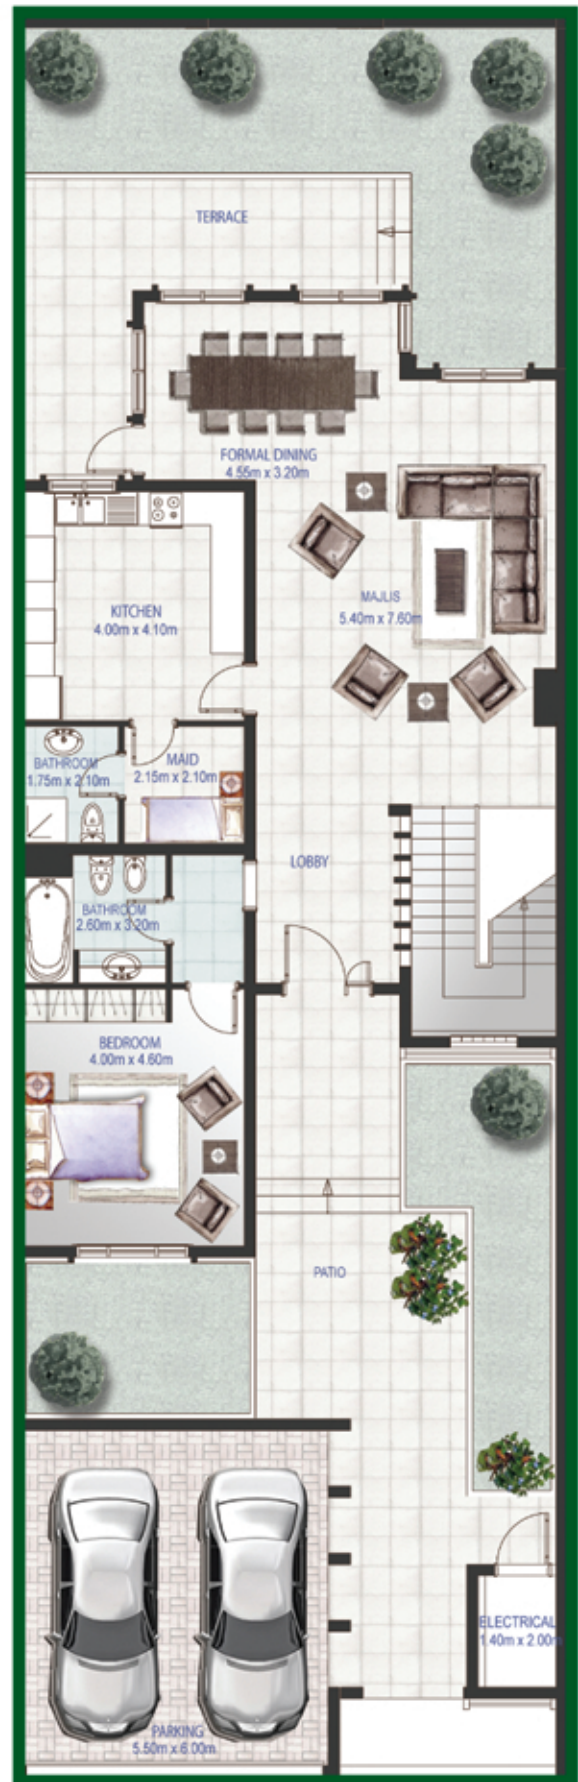 TERRACE
FORMAL DINING
4.55m x 3.20m
MAJLIS
5.40m x 7.60m
KITCHEN
4.00m x 4.10m
BATHROOM
1.75m x 2.10m
MAID
2.15m x 2.10m
LOBBY
BATHROOM
2.60m x 3.20m
BEDROOM
4.00m x 4.60m
PATIO
ELECTRICAL
1.40m x 2.00m
PARKING
5.50m x 6.00m